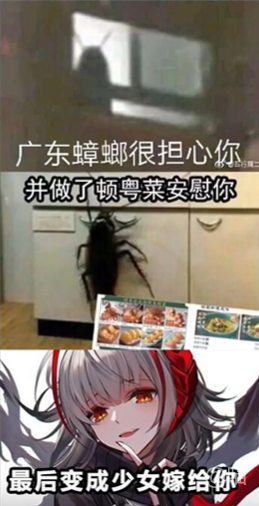 广东蟑螂很担心你
并做了顿粤菜安慰你
最后变成少女嫁给你